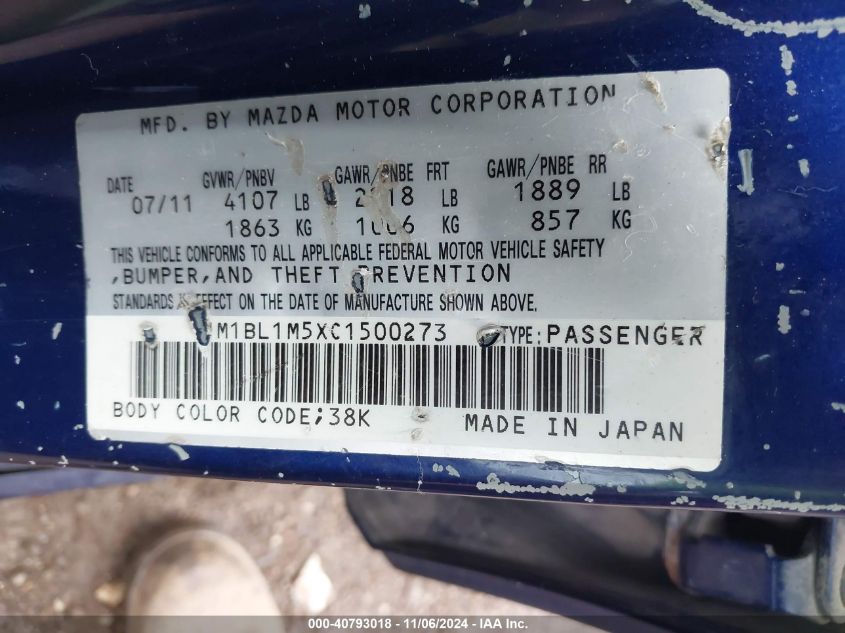 MFD. BY MAZDA MOTOR CORPORATION
DATE GVWR/PNBV GAWR/PNBE FRT GAWR/PNBE RR
07/11 4107 LB LB 1889 LB
1863 KG KG 857 KG
THIS VEHICLE CONFORMS TO ALL APPLICABLE FEDERAL MOTOR VEHICLE SAFETY
,BUMPER,AND THEFT PREVENTION
STANDARDS IN EFFECT ON THE DATE OF MANUFACTURE SHOWN ABOVE.
M1BL1M5XC1500273 TYPE:PASSENGER
BODY COLOR CODE;38K MADE IN JAPAN
000-40793018 - 11/06/2024 - IAA Inc.